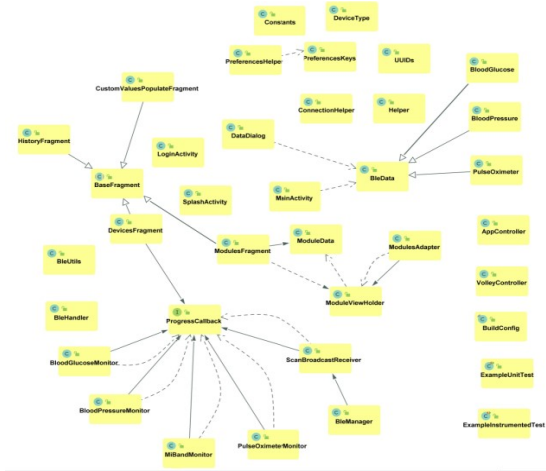 Constants
DeviceType
PreferencesHelper
PreferencesKeys
UUIDs
BloodGlucose
CustomValuesPopulateFragment
ConnectionHelper
Helper
BloodPressure
HistoryFragment
LoginActivity
DataDialog
BleData
PulseOximeter
BaseFragment
SplashActivity
MainActivity
DevicesFragment
ModulesFragment
ModuleData
ModulesAdapter
AppController
BleUtils
VolleyController
ModuleViewHolder
BleHandler
ProgressCallback
BuildConfig
BloodGlucoseMonitor
ScanBroadcastReceiver
ExampleUnitTest
BloodPressureMonitor
BleManager
ExampleInstrumentedTest
MiBandMonitor
PulseOximeterMonitor